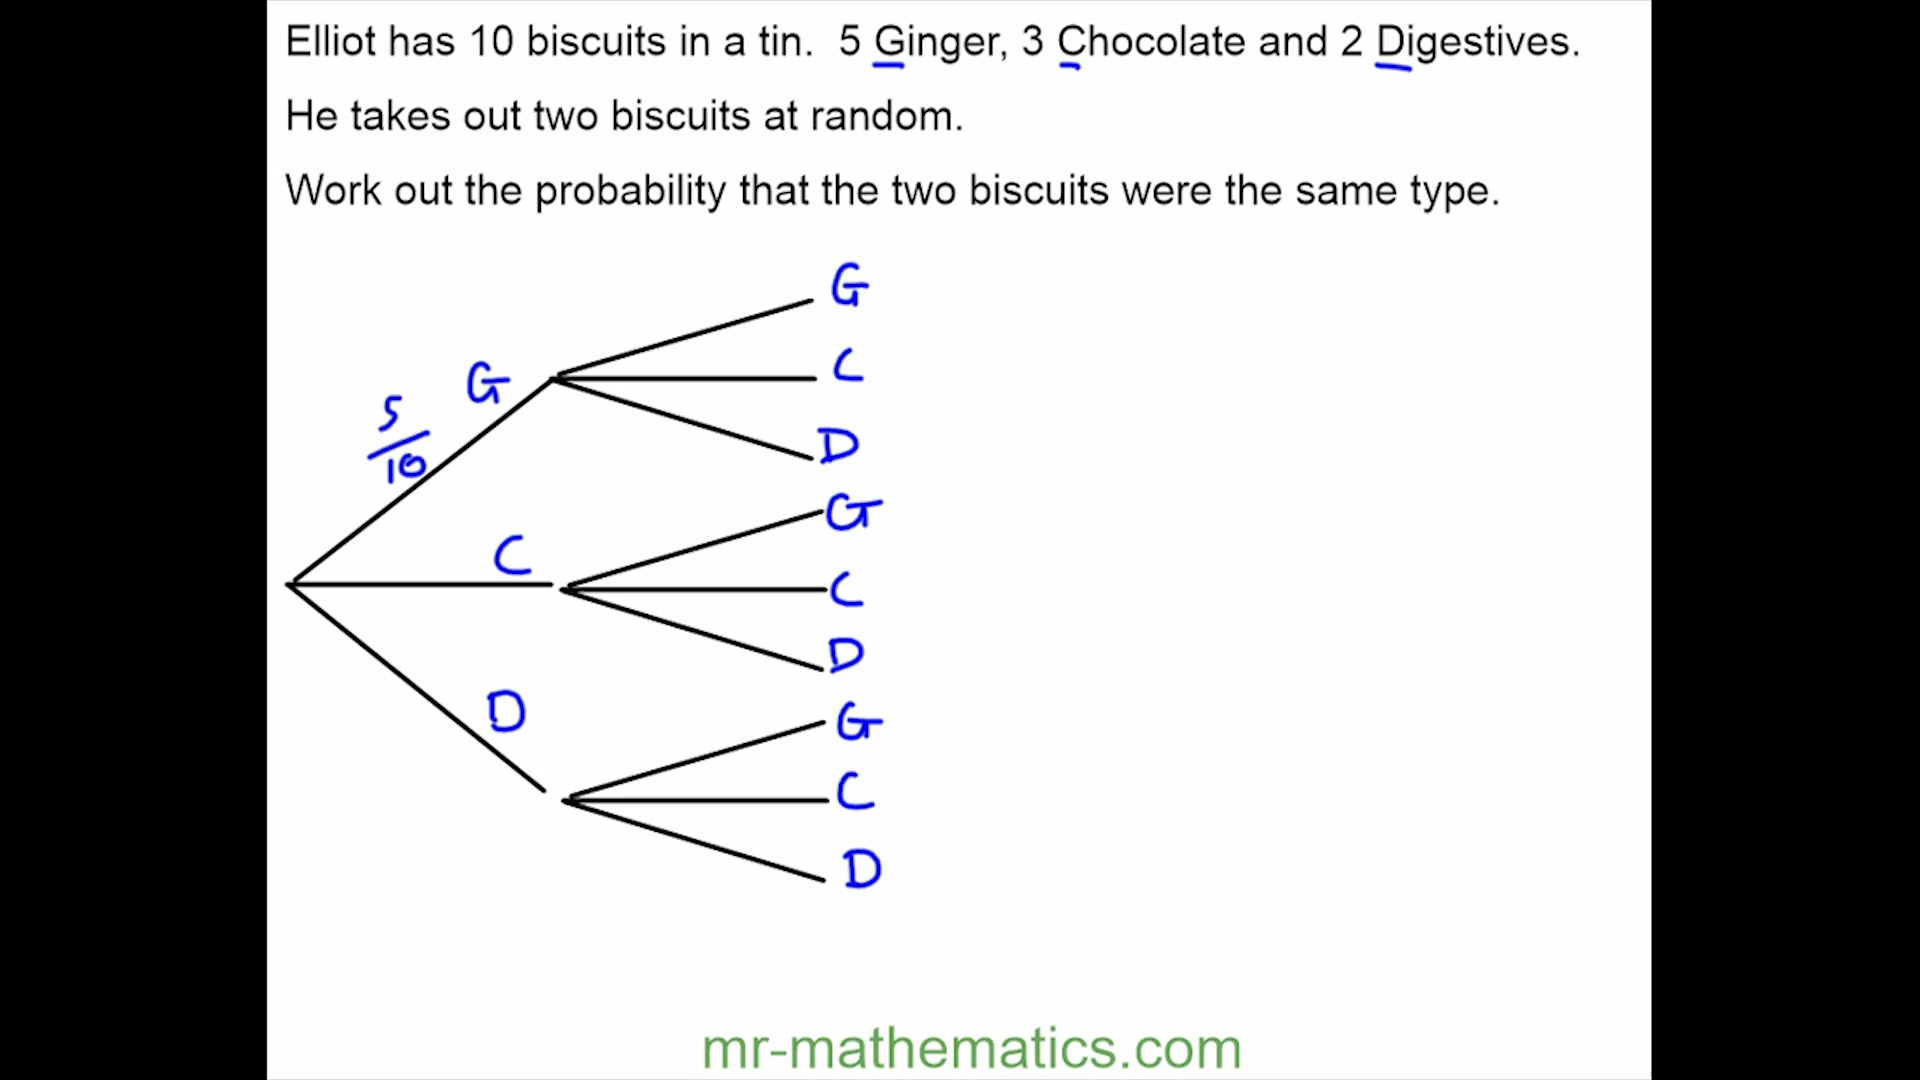 Elliot has 10 biscuits in a tin. 5 Ginger, 3 Chocolate and 2 Digestives.
He takes out two biscuits at random.
Work out the probability that the two biscuits were the same type.
G
G
C
5/10
D
G
C
C
D
D
G
C
D
mr-mathematics.com